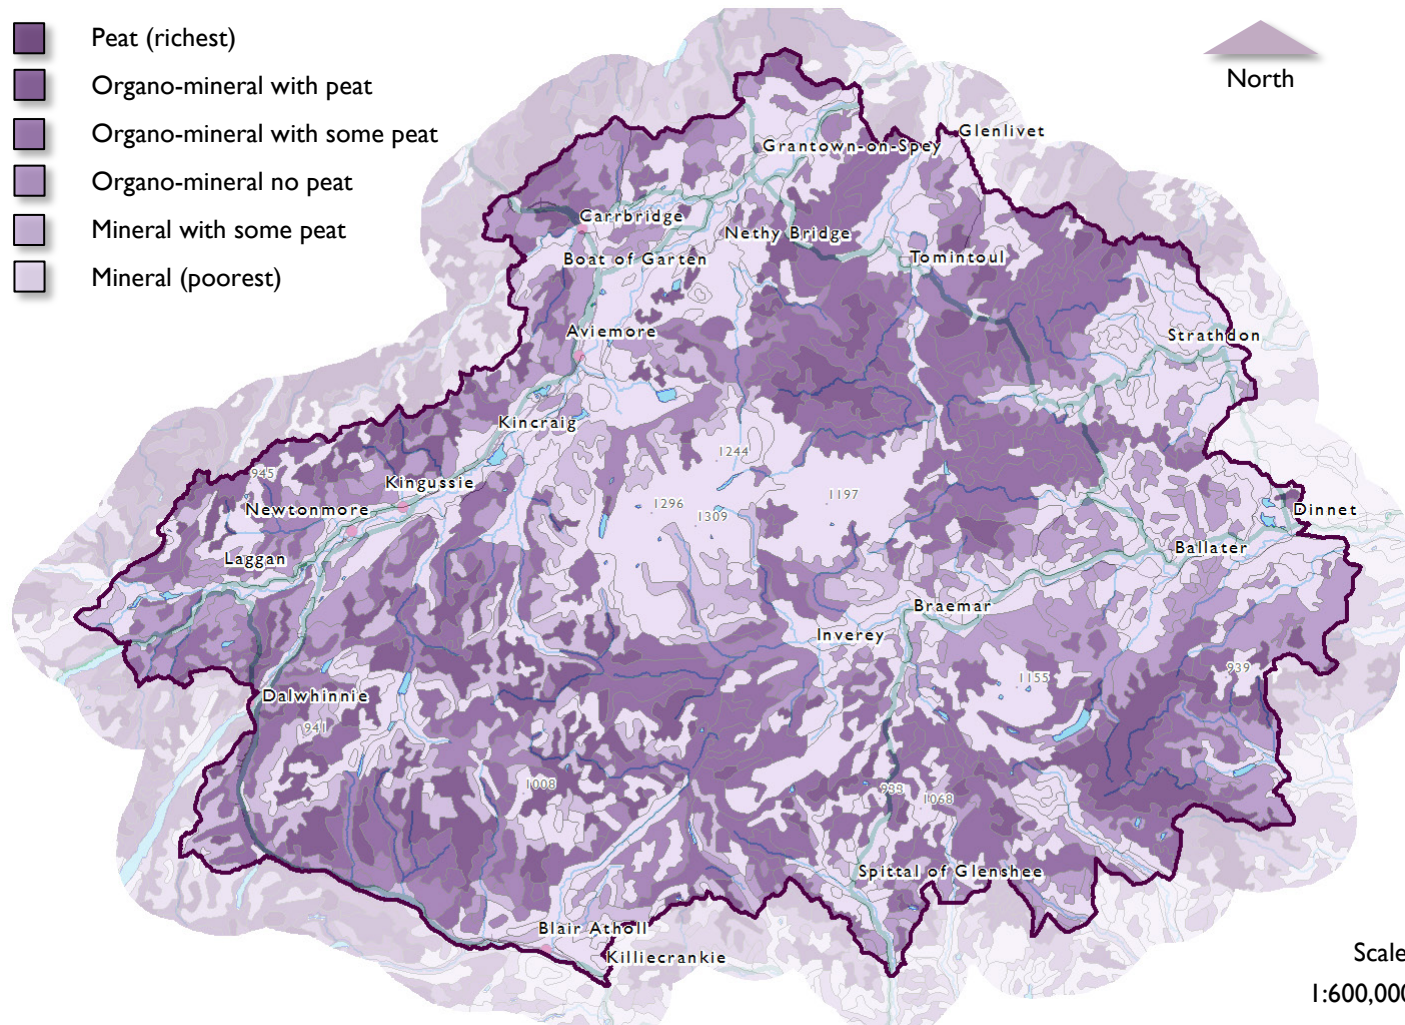 Peat (richest)
Organo-mineral with peat
Organo-mineral with some peat
Organo-mineral no peat
Mineral with some peat
Mineral (poorest)
North
Glenlivet
Grantown-on-Spey
Carrbridge
Nethy Bridge
Boat of Garten
Tomintoul
Aviemore
Strathdon
Kincraig
1244
945
Kingussie
1296
1197
1309
Newtonmore
Dinnet
Laggan
Ballater
Braemar
Inverey
939
1155
Dalwhinnie
941
1008
1068
Spittal of Glenshee
Blair Atholl
Killiecrankie
Scale
1:600,000